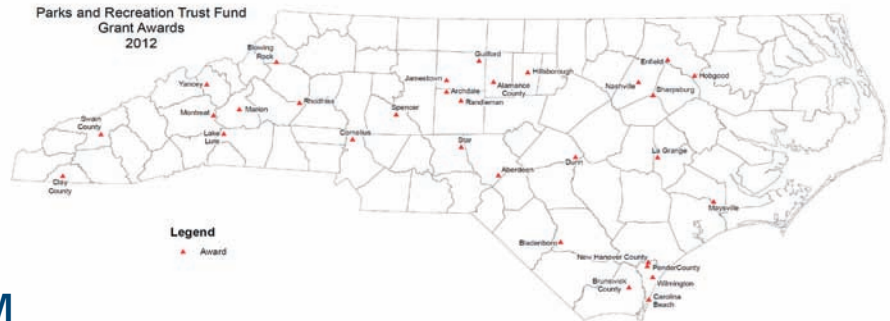 Parks and Recreation Trust Fund
Grant Awards
2012
Blowing
Rock
Guilford
Enfield
Yancey
Jamestown
Hillsborough
Hobgood
Archdale
Alamance
County
Nashville
Sharpsburg
Montreat
Marion
Rhodhiss
Spencer
Randleman
Swain
County
Lake
Lure
Cornelius
Star
Dunn
La Grange
Clay
County
Aberdeen
Maysville
Legend
Award
Bladenboro
New Hanover County
Pender County
Brunswick
County
Wilmington
Carolina
Beach
M